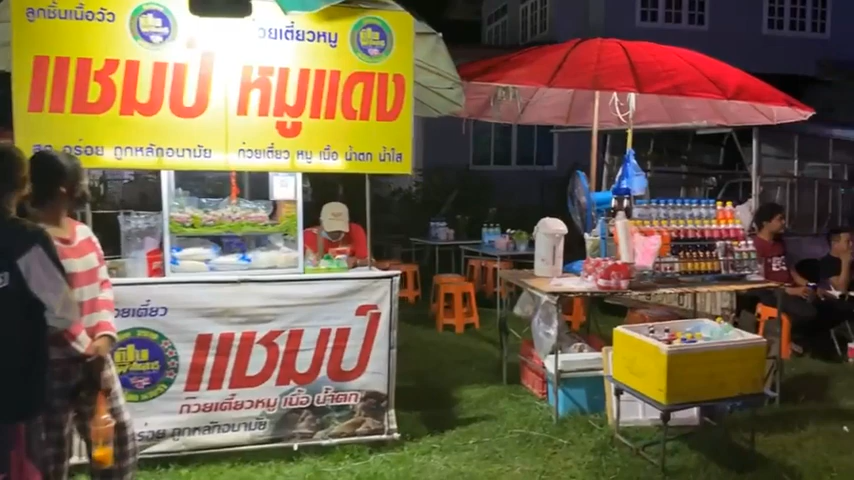 ลูกชิ้นเนื้อวัว
ก๋วยเตี๋ยวหมู
แชมป์ หมูแดง
สด อร่อย ถูกหลักอนามัย
ก๋วยเตี๋ยว หมู เนื้อ น้ำตก น้ำใส
ก๋วยเตี๋ยว
แชมป์
ก๋วยเตี๋ยวหมู เนื้อ น้ำตก
อร่อย ถูกหลักอนามัย